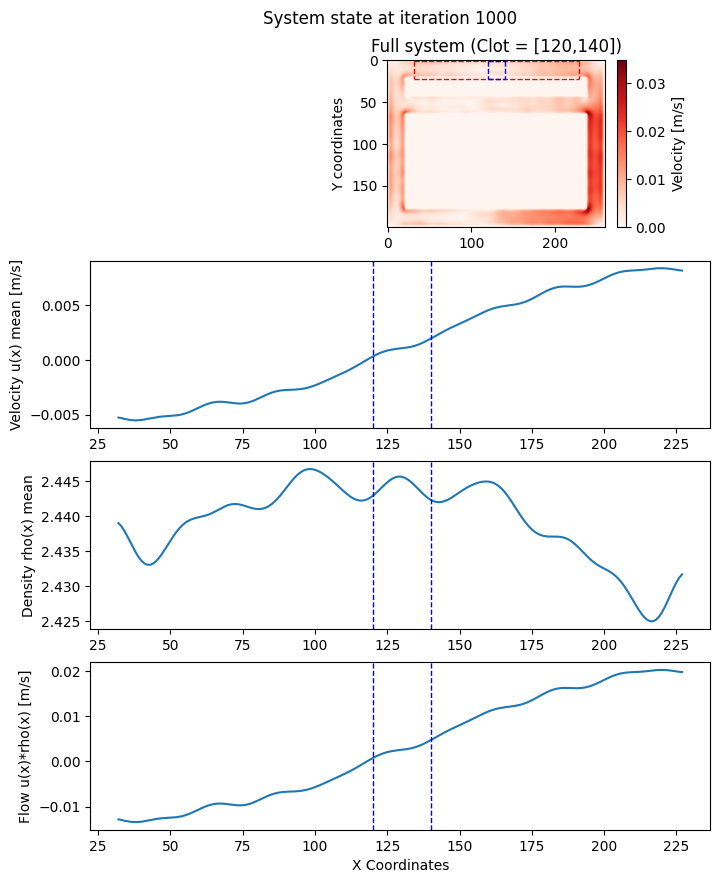 System state at iteration 1000
Full system (Clot = [120,140])
Y coordinates
0
50
100
150
0 100 200
0.03
0.02
0.01
0.00
Velocity [m/s]
Velocity u(x) mean [m/s]
0.005
0.000
−0.005
25 50 75 100 125 150 175 200 225
Density rho(x) mean
2.445
2.440
2.435
2.430
2.425
25 50 75 100 125 150 175 200 225
Flow u(x)*rho(x) [m/s]
0.02
0.01
0.00
−0.01
25 50 75 100 125 150 175 200 225
X Coordinates